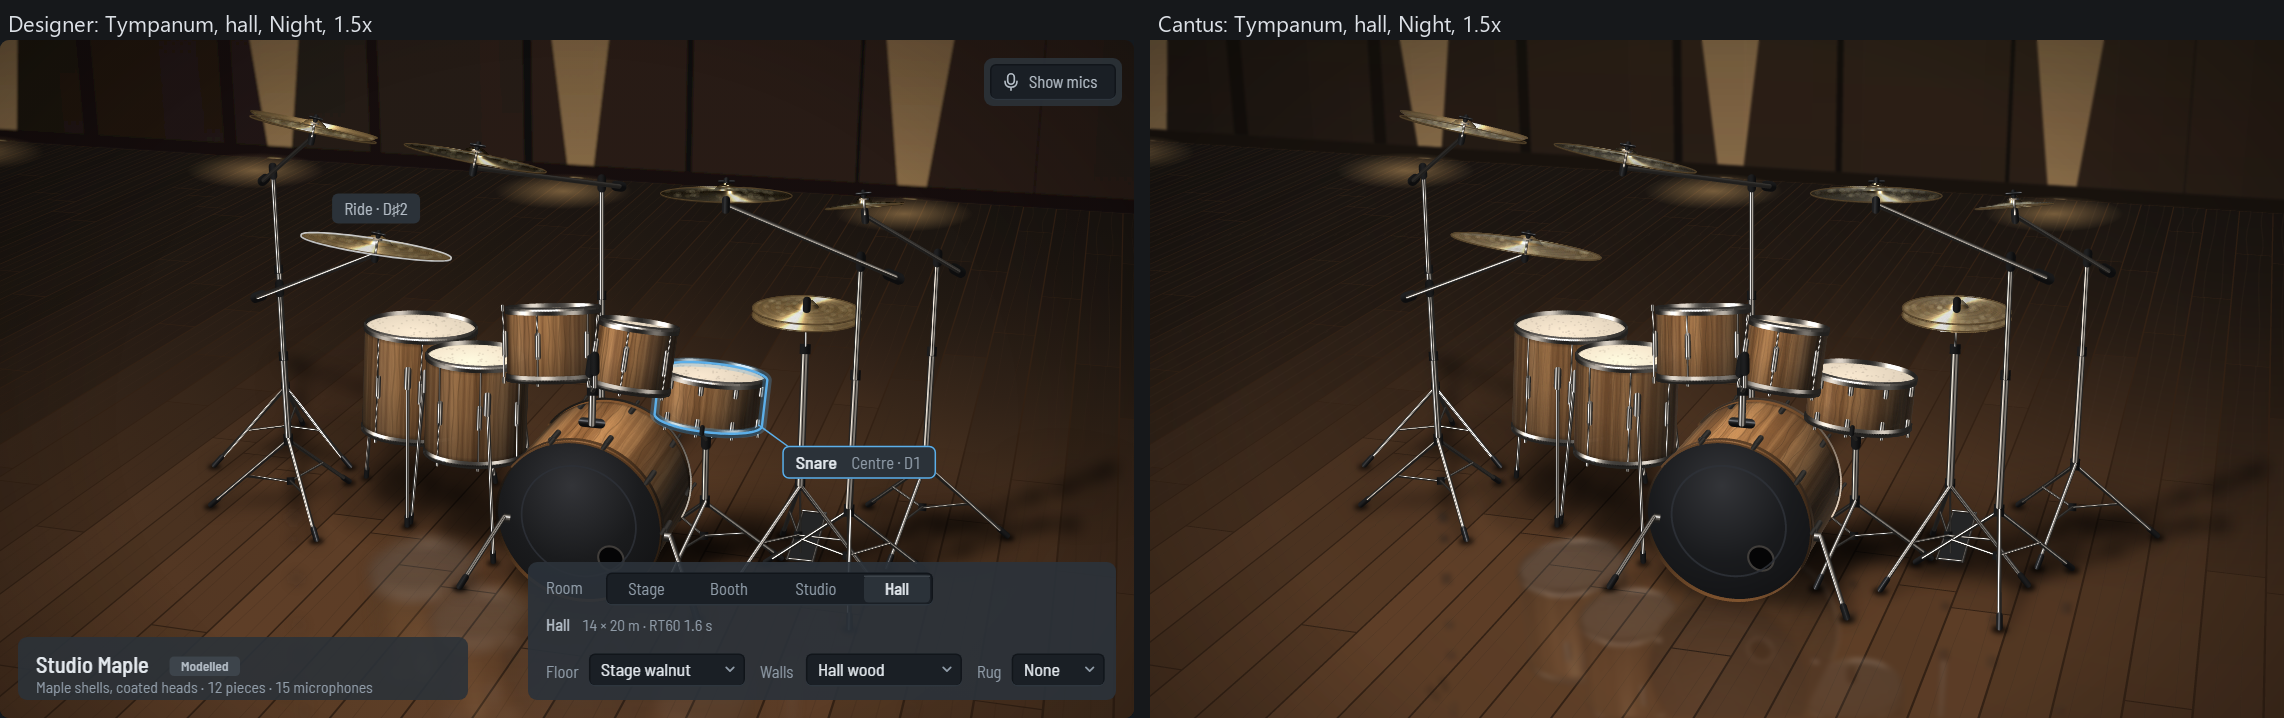 Designer: Tympanum, hall, Night, 1.5x
Cantus: Tympanum, hall, Night, 1.5x
Show mics
Ride · D♯2
Snare Centre · D1
Room Stage Booth Studio Hall
Hall 14 × 20 m · RT60 1.6 s
Floor Stage walnut Walls Hall wood Rug None
Studio Maple Modelled
Maple shells, coated heads · 12 pieces · 15 microphones